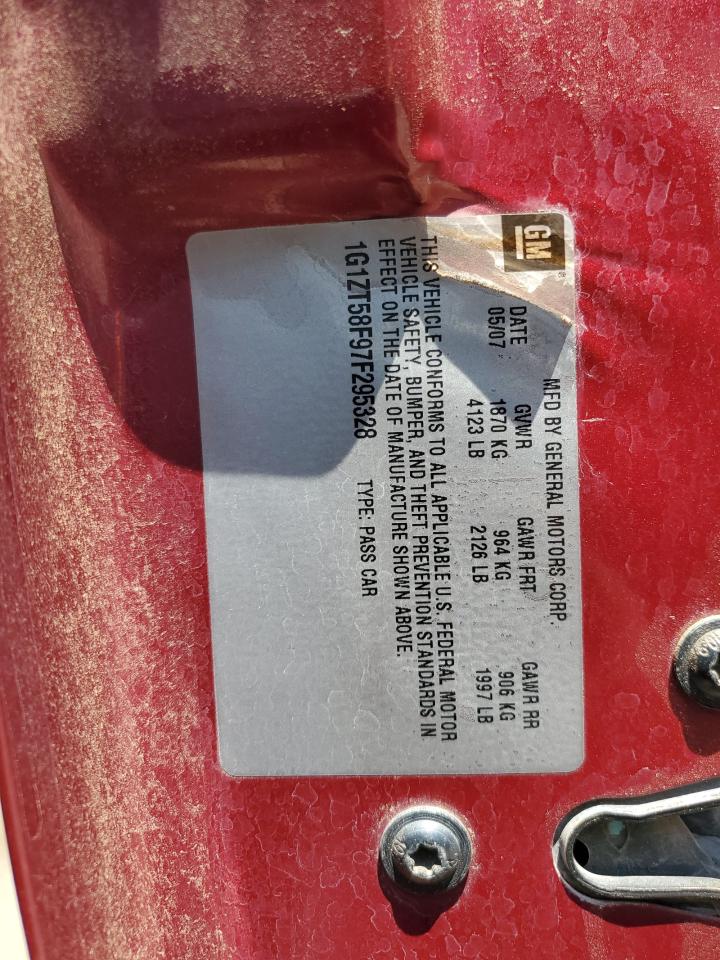 GM®
MFD BY GENERAL MOTORS CORP.
DATE GVWR GAWR FRT GAWR RR
05/07 1870 KG 964 KG 906 KG
4123 LB 2126 LB 1997 LB
THIS VEHICLE CONFORMS TO ALL APPLICABLE U.S. FEDERAL MOTOR
VEHICLE SAFETY, BUMPER, AND THEFT PREVENTION STANDARDS IN
EFFECT ON THE DATE OF MANUFACTURE SHOWN ABOVE.
1G1ZT58F97F295328 TYPE: PASS CAR